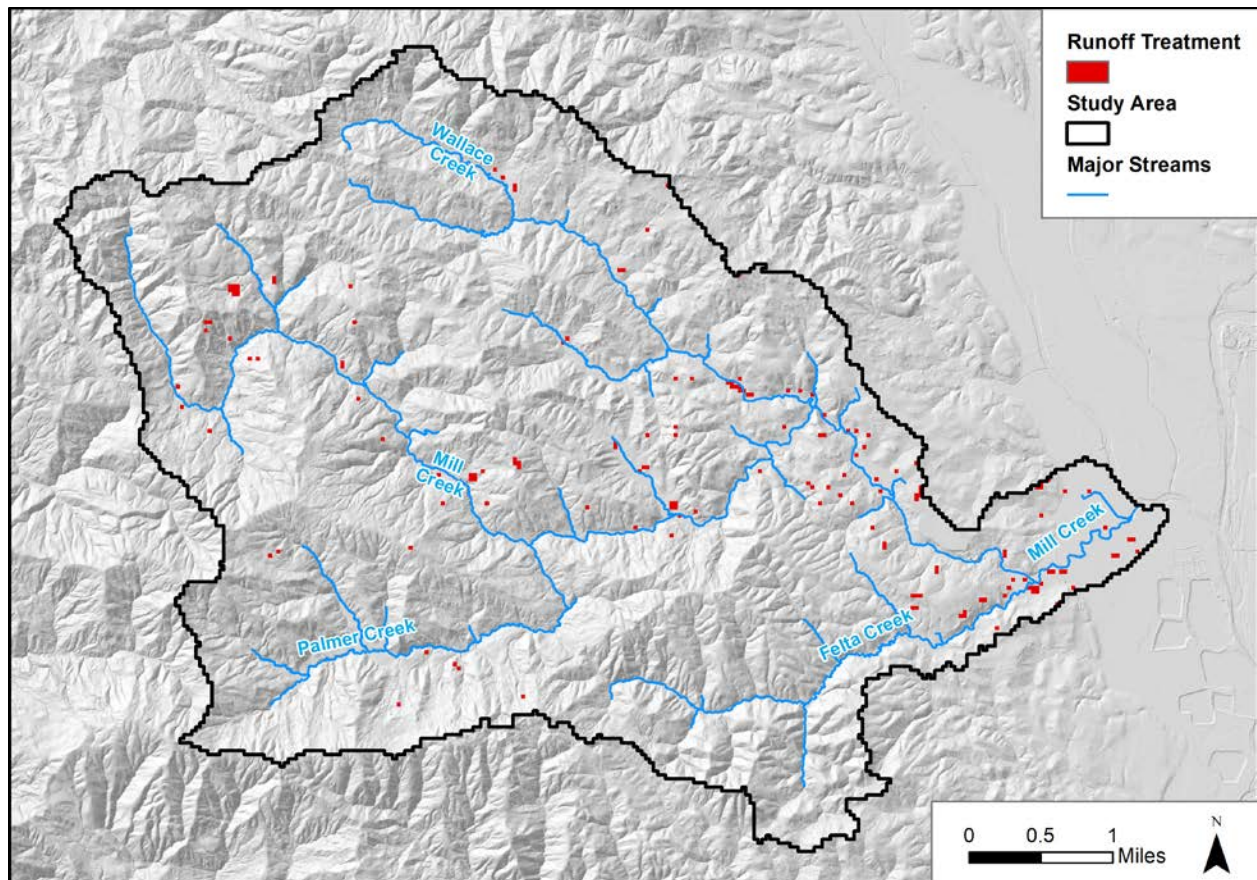 Runoff Treatment
Study Area
Major Streams
Wallace
Creek
Mill
Creek
Mill Creek
Palmer Creek
Felta Creek
N
0 0.5 1
Miles